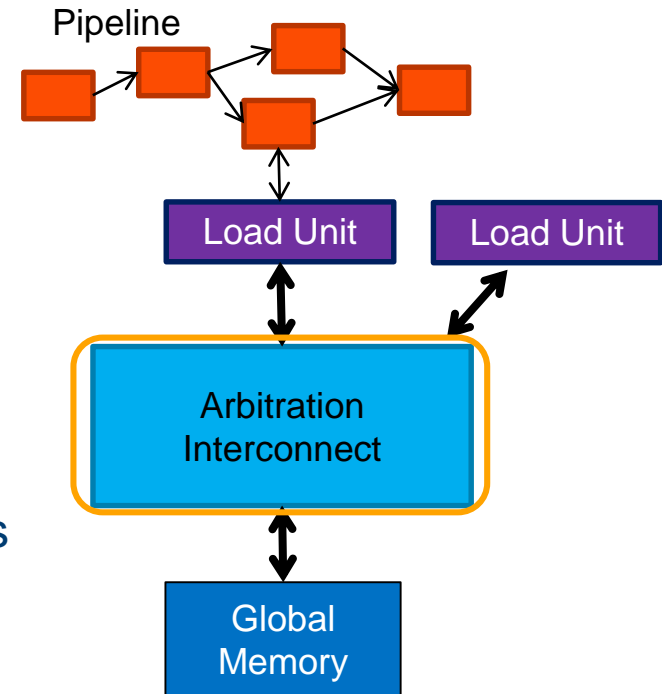 Pipeline
Load Unit
Load Unit
Arbitration
Interconnect
s
Global
Memory